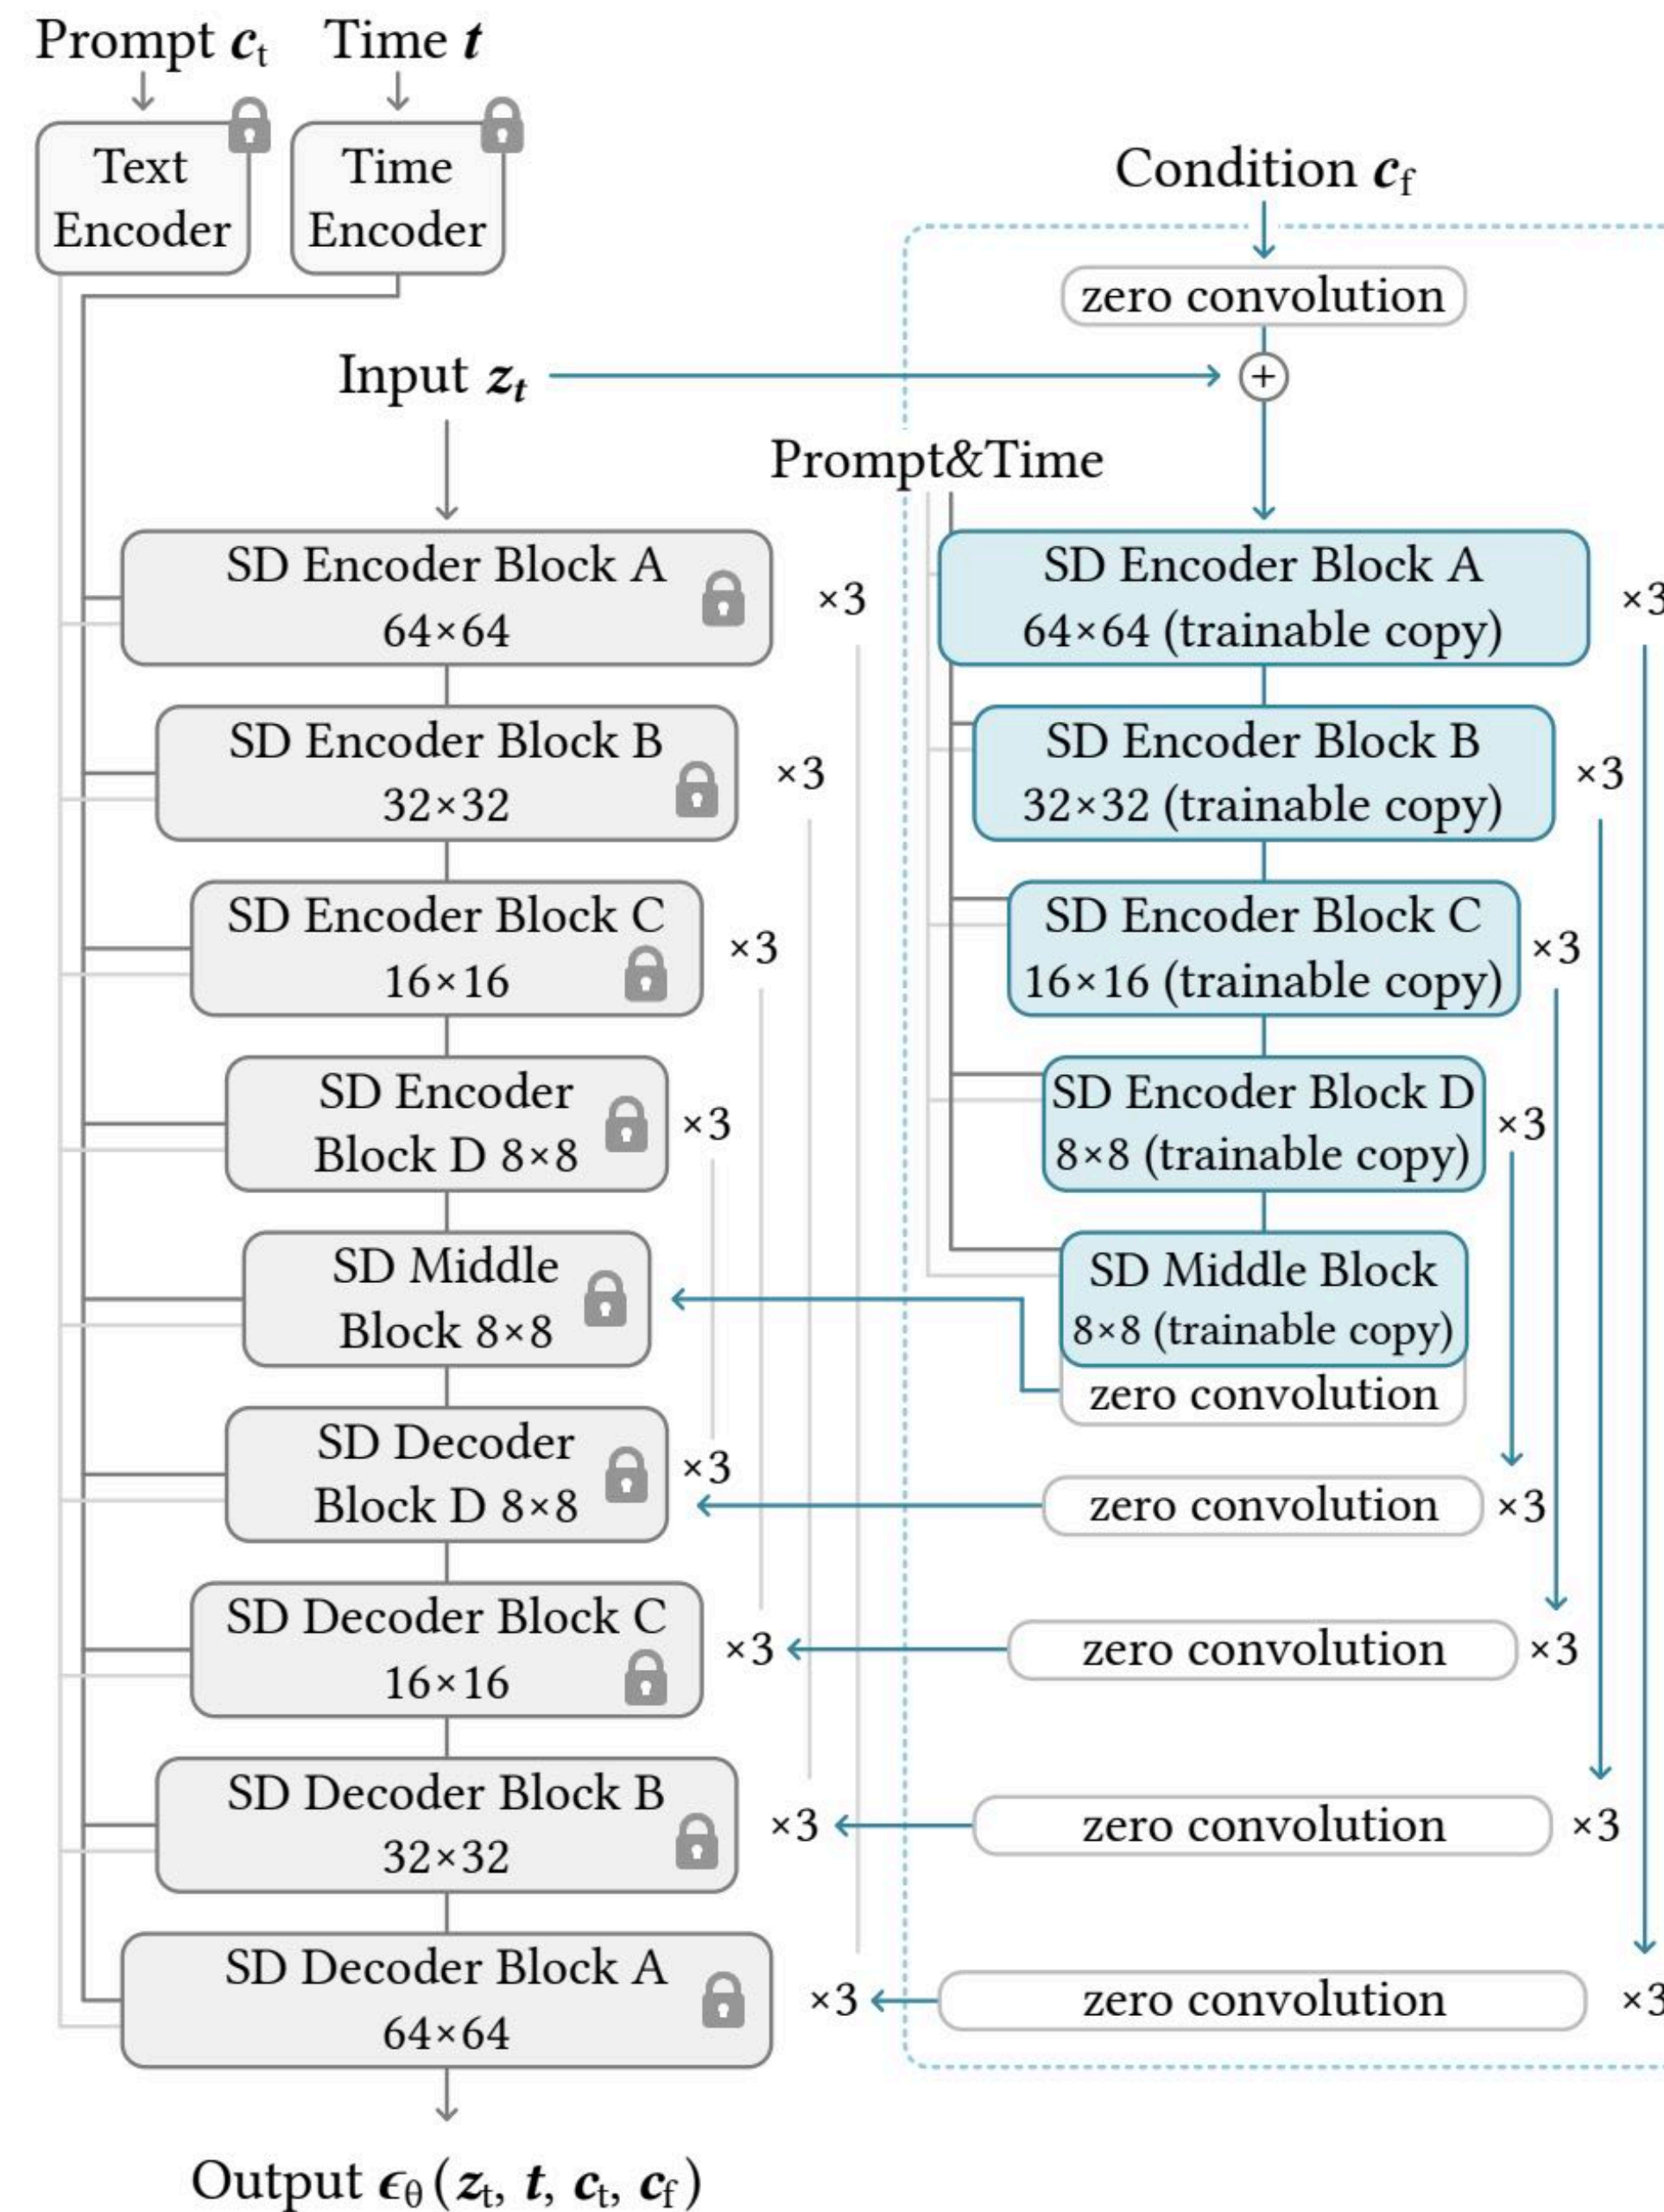 Prompt cₜ
Time t
Text
Encoder
Time
Encoder
Input zₜ
SD Encoder Block A
64×64
×3
SD Encoder Block B
32×32
×3
SD Encoder Block C
16×16
×3
SD Encoder
Block D 8×8
×3
SD Middle
Block 8×8
SD Decoder
Block D 8×8
×3
SD Decoder Block C
16×16
×3
SD Decoder Block B
32×32
×3
SD Decoder Block A
64×64
×3
Output ϵ_θ(zₜ, t, cₜ, c_f)
Condition c_f
zero convolution
+
Prompt&Time
SD Encoder Block A
64×64 (trainable copy)
×3
SD Encoder Block B
32×32 (trainable copy)
×3
SD Encoder Block C
16×16 (trainable copy)
×3
SD Encoder Block D
8×8 (trainable copy)
×3
SD Middle Block
8×8 (trainable copy)
zero convolution
zero convolution
×3
zero convolution
×3
zero convolution
×3
zero convolution
×3